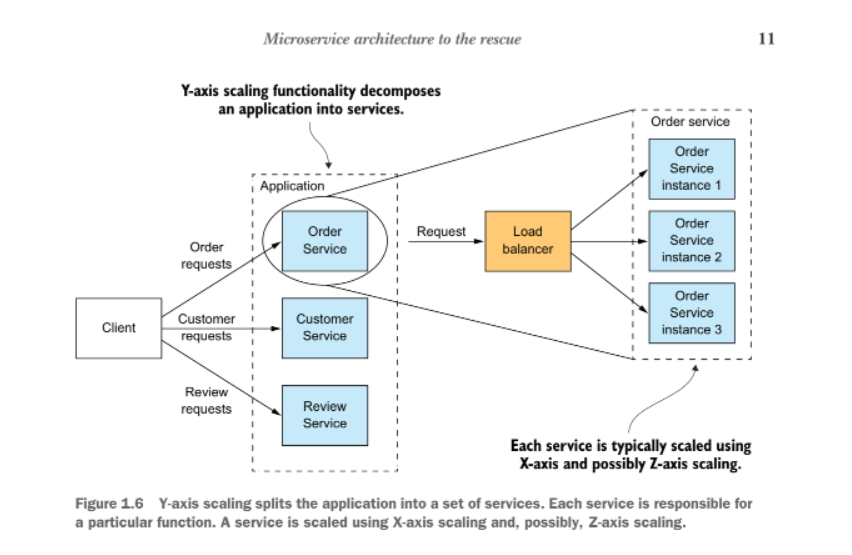 Microservice architecture to the rescue
11
Y-axis scaling functionality decomposes
an application into services.
Application
Order
Service
Order
requests
Client
Customer
requests
Customer
Service
Review
requests
Review
Service
Request
Load
balancer
Order service
Order
Service
instance 1
Order
Service
instance 2
Order
Service
instance 3
Each service is typically scaled using
X-axis and possibly Z-axis scaling.
Figure 1.6 Y-axis scaling splits the application into a set of services. Each service is responsible for
a particular function. A service is scaled using X-axis scaling and, possibly, Z-axis scaling.